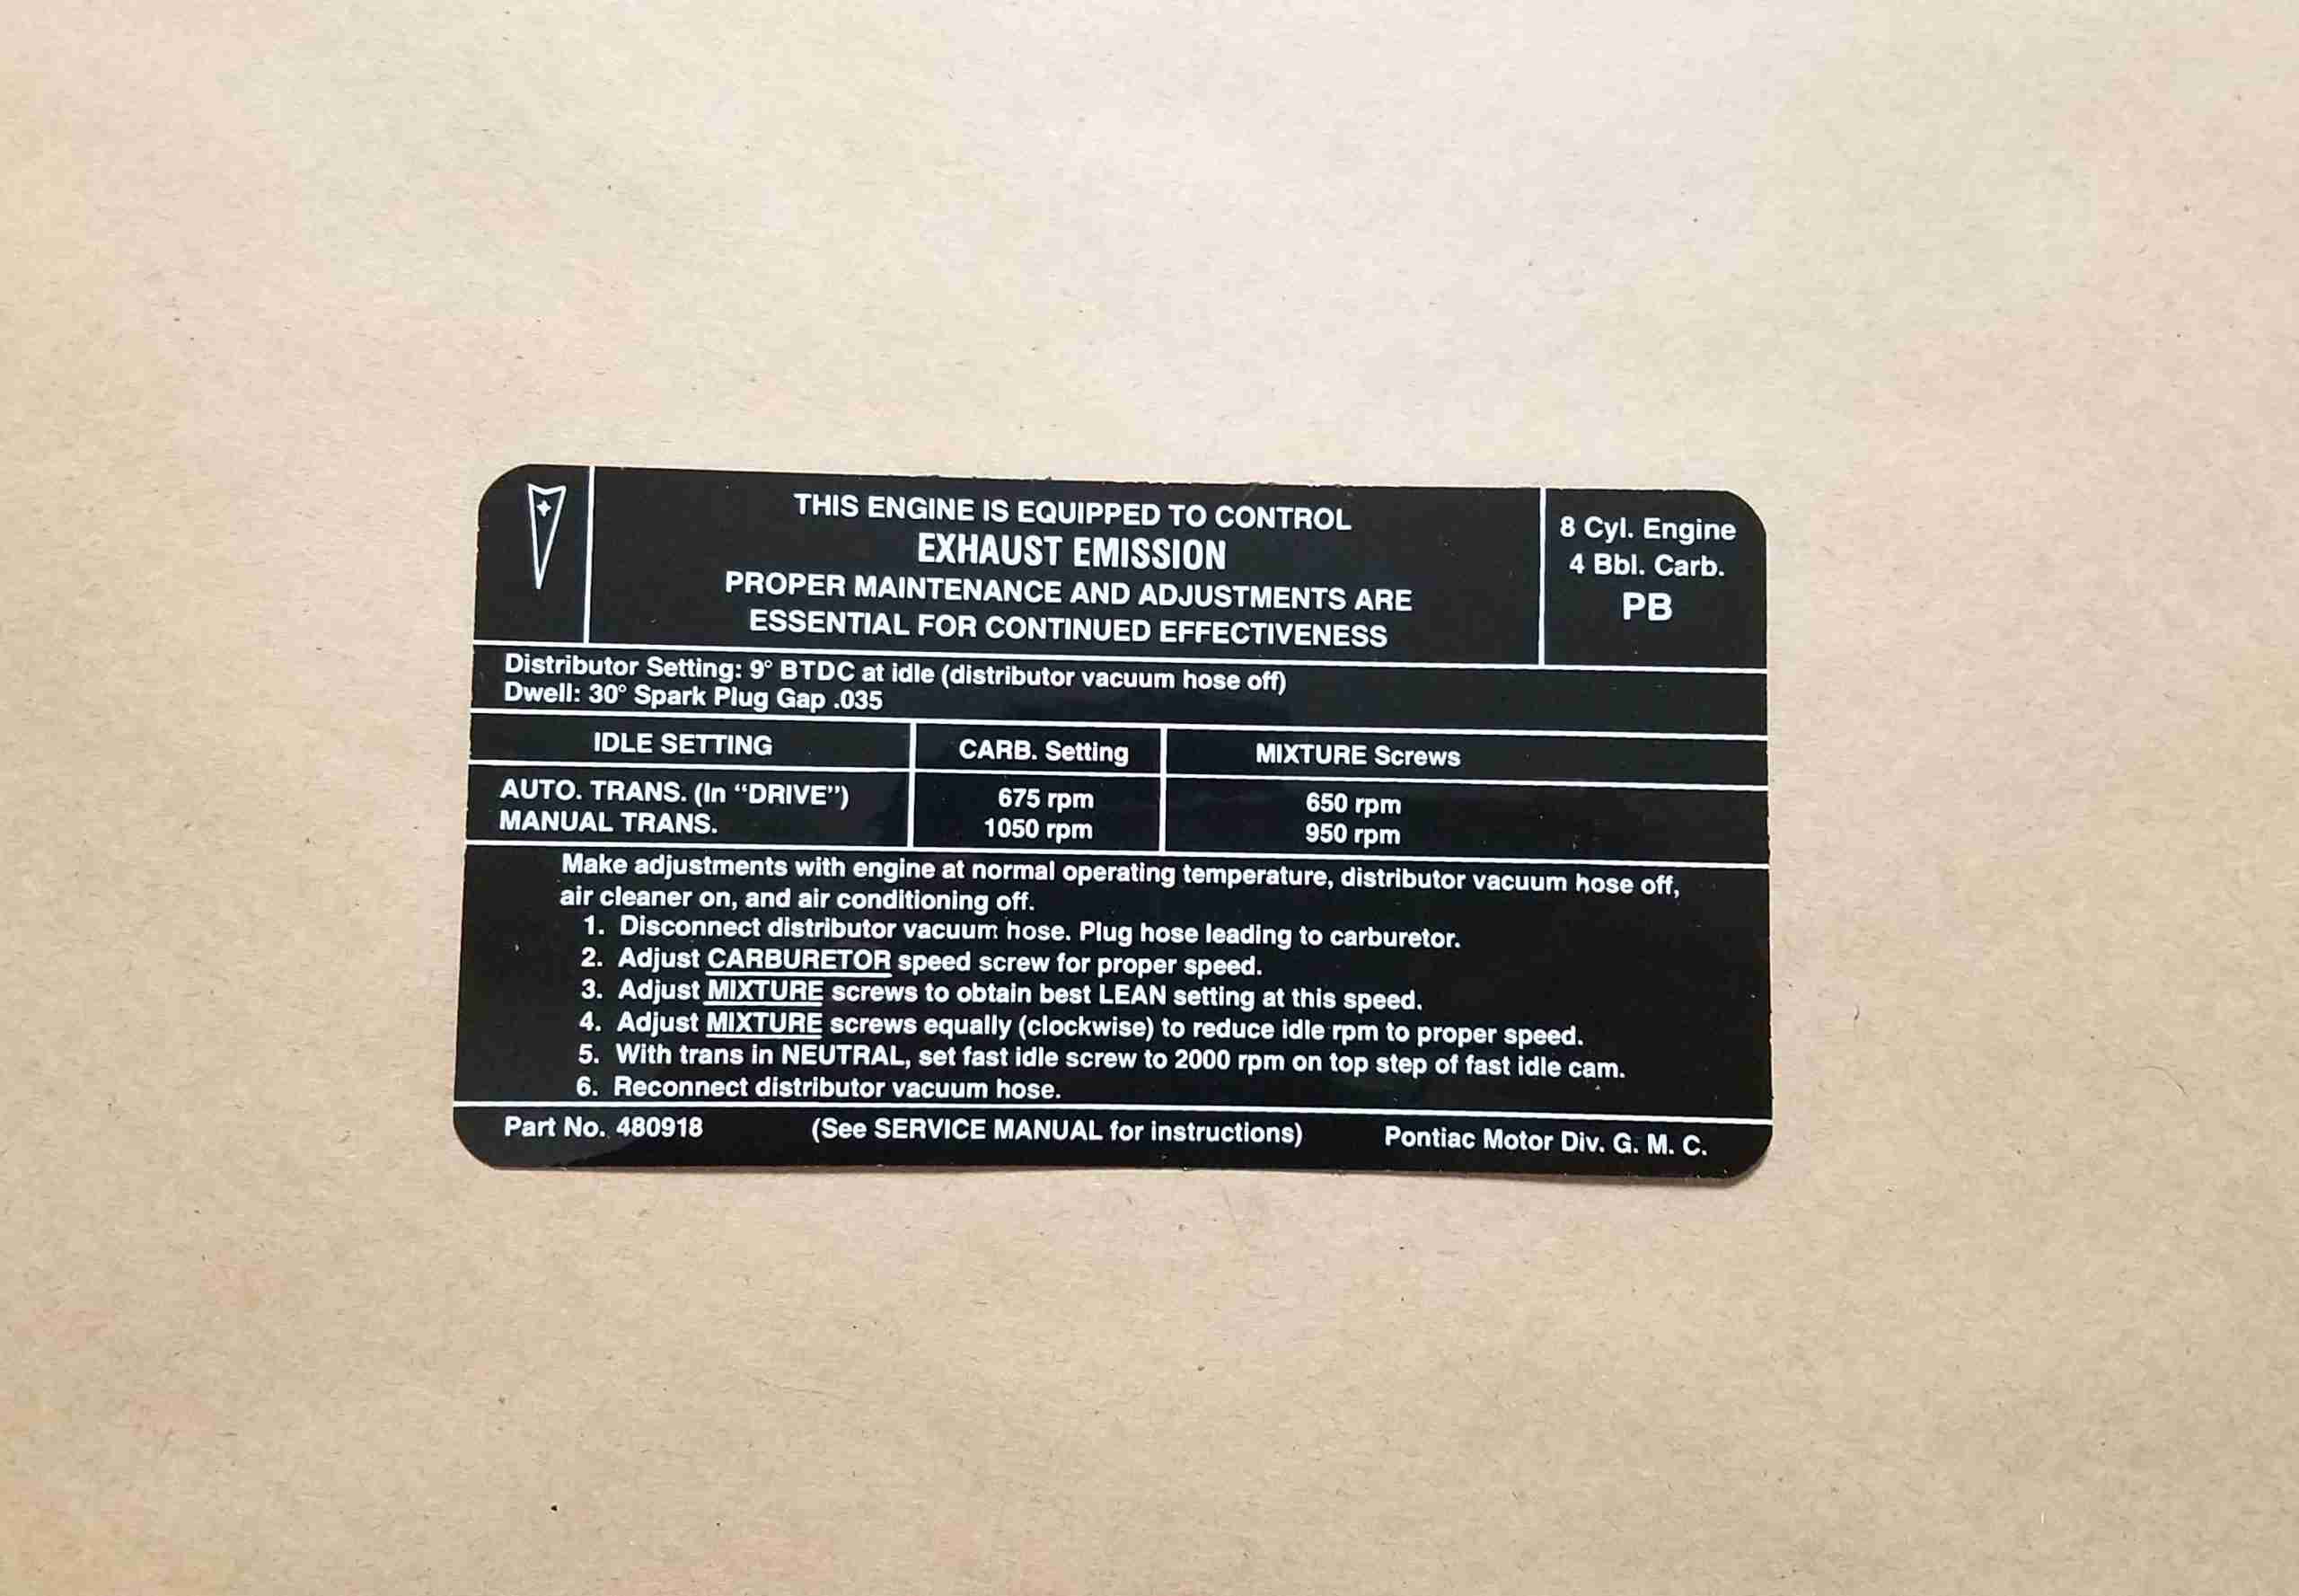 THIS ENGINE IS EQUIPPED TO CONTROL
EXHAUST EMISSION
PROPER MAINTENANCE AND ADJUSTMENTS ARE
ESSENTIAL FOR CONTINUED EFFECTIVENESS
8 Cyl. Engine
4 Bbl. Carb.
PB
Distributor Setting: 9° BTDC at idle (distributor vacuum hose off)
Dwell: 30° Spark Plug Gap .035
IDLE SETTING CARB. Setting MIXTURE Screws
AUTO. TRANS. (In “DRIVE”) 675 rpm 650 rpm
MANUAL TRANS. 1050 rpm 950 rpm
Make adjustments with engine at normal operating temperature, distributor vacuum hose off,
air cleaner on, and air conditioning off.
1. Disconnect distributor vacuum hose. Plug hose leading to carburetor.
2. Adjust CARBURETOR speed screw for proper speed.
3. Adjust MIXTURE screws to obtain best LEAN setting at this speed.
4. Adjust MIXTURE screws equally (clockwise) to reduce idle rpm to proper speed.
5. With trans in NEUTRAL, set fast idle screw to 2000 rpm on top step of fast idle cam.
6. Reconnect distributor vacuum hose.
Part No. 480918 (See SERVICE MANUAL for instructions) Pontiac Motor Div. G. M. C.